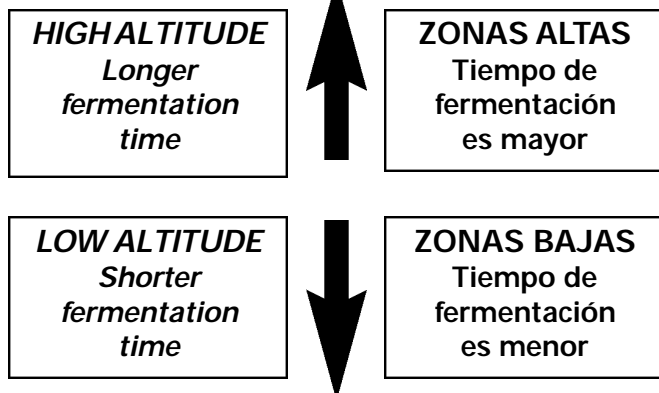 HIGH ALTITUDE
Longer
fermentation
time
ZONAS ALTAS
Tiempo de
fermentación
es mayor
LOW ALTITUDE
Shorter
fermentation
time
ZONAS BAJAS
Tiempo de
fermentación
es menor